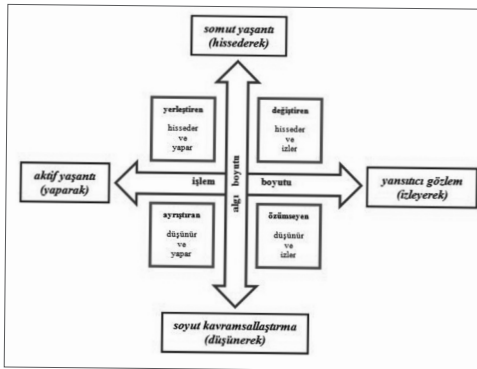 somut yaşantı
(hissederek)
yerleştiren
hisseder
ve
yapar
değiştiren
hisseder
ve
izler
aktif yaşantı
(yaparak)
işlem
algı boyutu
boyutu
yansıtıcı gözlem
(izleyerek)
ayrıştıran
düşünür
ve
yapar
özümseyen
düşünür
ve
izler
soyut kavramsallaştırma
(düşünerek)